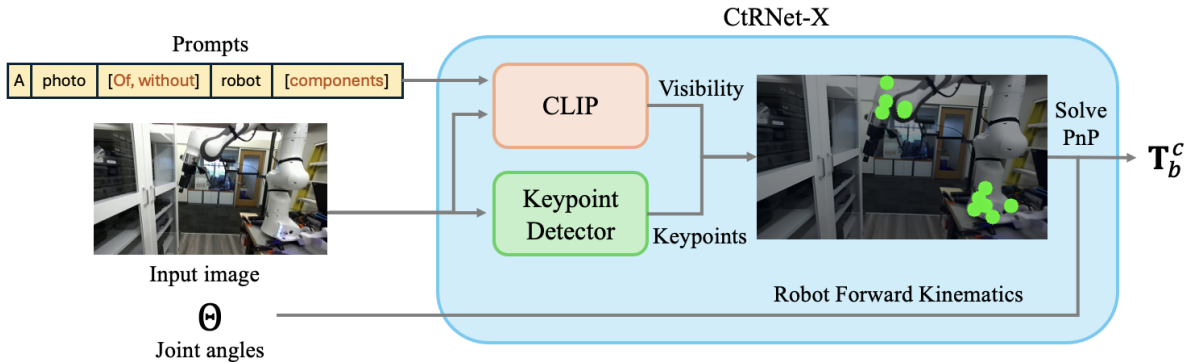 CtRNet-X
Prompts
A photo [Of, without] robot [components]
CLIP
Visibility
Solve
PnP
T_b^c
Keypoint
Detector
Keypoints
Input image
Robot Forward Kinematics
Θ
Joint angles